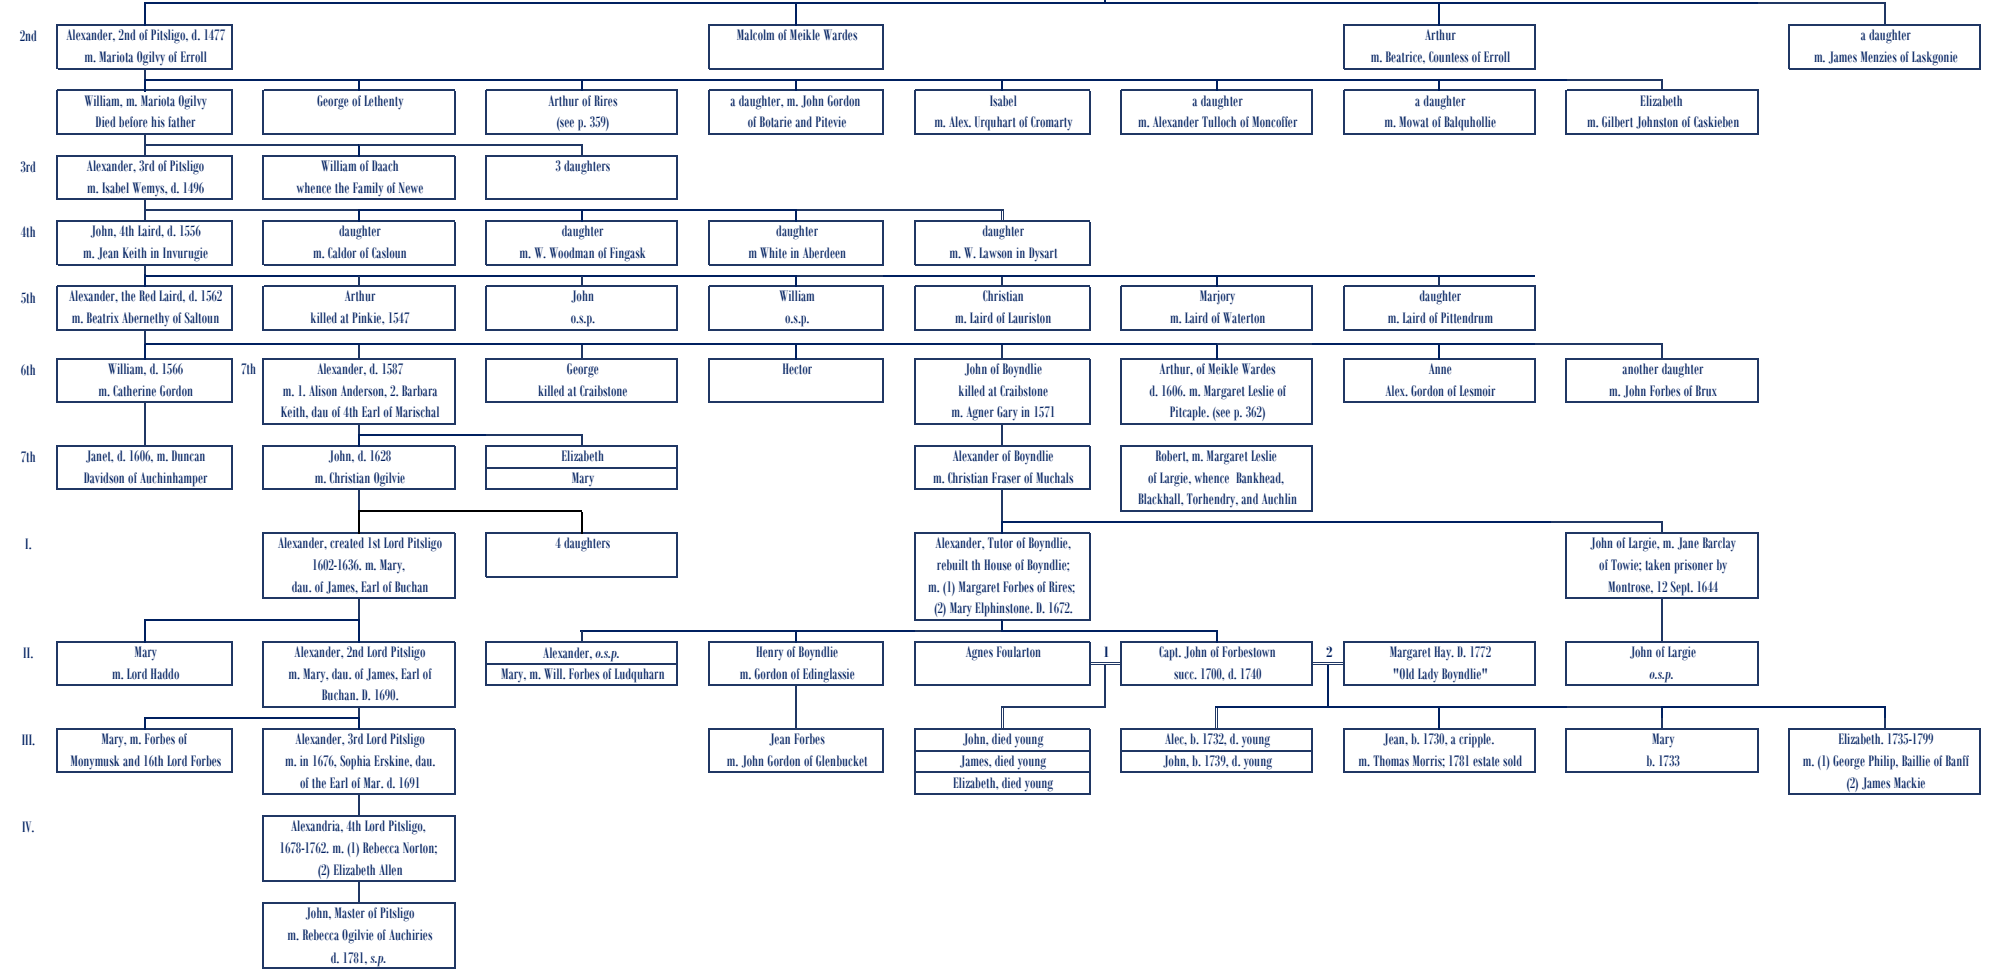 2nd
Alexander, 2nd of Pitsligo, d. 1477
m. Mariota Ogilvy of Erroll
Malcolm of Meikle Wardes
Arthur
m. Beatrice, Countess of Erroll
a daughter
m. James Menzies of Laskgonie
William, m. Mariota Ogilvy
Died before his father
George of Lethenty
Arthur of Rires
(see p. 359)
a daughter, m. John Gordon
of Botarie and Pitevie
Isabel
m. Alex. Urquhart of Cromarty
a daughter
m. Alexander Tulloch of Moncoffer
a daughter
m. Mowat of Balquhollie
Elizabeth
m. Gilbert Johnston of Caskieben
3rd
Alexander, 3rd of Pitsligo
m. Isabel Wemys, d. 1496
William of Daach
whence the Family of Newe
3 daughters
4th
John, 4th Laird, d. 1556
m. Jean Keith in Invurugie
daughter
m. Caldor of Casloun
daughter
m. W. Woodman of Fingask
daughter
m White in Aberdeen
daughter
m. W. Lawson in Dysart
5th
Alexander, the Red Laird, d. 1562
m. Beatrix Abernethy of Saltoun
Arthur
killed at Pinkie, 1547
John
o.s.p.
William
o.s.p.
Christian
m. Laird of Lauriston
Marjory
m. Laird of Waterton
daughter
m. Laird of Pittendrum
6th
William, d. 1566
m. Catherine Gordon
7th
Alexander, d. 1587
m. 1. Alison Anderson, 2. Barbara
Keith, dau of 4th Earl of Marischal
George
killed at Craibstone
Hector
John of Boyndlie
killed at Craibstone
m. Agner Gary in 1571
Arthur, of Meikle Wardes
d. 1606. m. Margaret Leslie of
Pitcaple. (see p. 362)
Anne
Alex. Gordon of Lesmoir
another daughter
m. John Forbes of Brux
7th
Janet, d. 1606, m. Duncan
Davidson of Auchinhamper
John, d. 1628
m. Christian Ogilvie
Elizabeth
Mary
Alexander of Boyndlie
m. Christian Fraser of Muchals
Robert, m. Margaret Leslie
of Largie, whence Bankhead,
Blackhall, Torhendry, and Auchlin
I.
Alexander, created 1st Lord Pitsligo
1602-1636. m. Mary,
dau. of James, Earl of Buchan
4 daughters
Alexander, Tutor of Boyndlie,
rebuilt th House of Boyndlie;
m. (1) Margaret Forbes of Rires;
(2) Mary Elphinstone. D. 1672.
John of Largie, m. Jane Barclay
of Towie; taken prisoner by
Montrose, 12 Sept. 1644
II.
Mary
m. Lord Haddo
Alexander, 2nd Lord Pitsligo
m. Mary, dau. of James, Earl of
Buchan. D. 1690.
Alexander, o.s.p.
Mary, m. Will. Forbes of Ludquharn
Henry of Boyndlie
m. Gordon of Edinglassie
Agnes Foularton
1
Capt. John of Forbestown
succ. 1700, d. 1740
2
Margaret Hay. D. 1772
"Old Lady Boyndlie"
John of Largie
o.s.p.
III.
Mary, m. Forbes of
Monymusk and 16th Lord Forbes
Alexander, 3rd Lord Pitsligo
m. in 1676, Sophia Erskine, dau.
of the Earl of Mar. d. 1691
Jean Forbes
m. John Gordon of Glenbucket
John, died young
James, died young
Elizabeth, died young
Alec, b. 1732, d. young
John, b. 1739, d. young
Jean, b. 1730, a cripple.
m. Thomas Morris; 1781 estate sold
Mary
b. 1733
Elizabeth. 1735-1799
m. (1) George Philip, Baillie of Banff
(2) James Mackie
IV.
Alexandria, 4th Lord Pitsligo,
1678-1762. m. (1) Rebecca Norton;
(2) Elizabeth Allen
John, Master of Pitsligo
m. Rebecca Ogilvie of Auchiries
d. 1781, s.p.